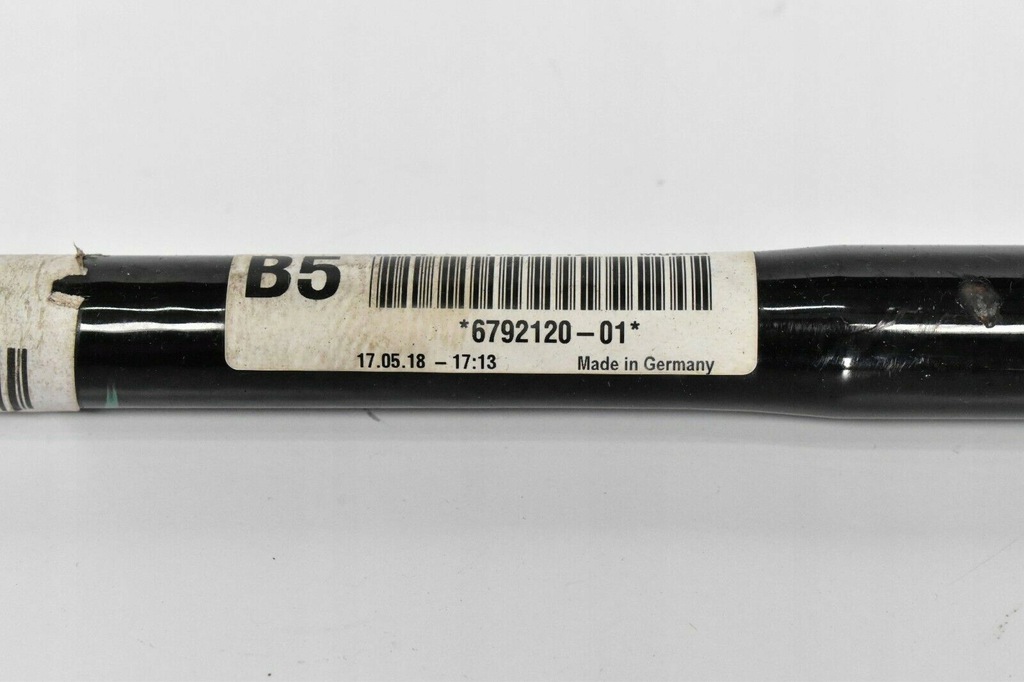 B5
*6792120-01*
17.05.18 - 17:13
Made in Germany